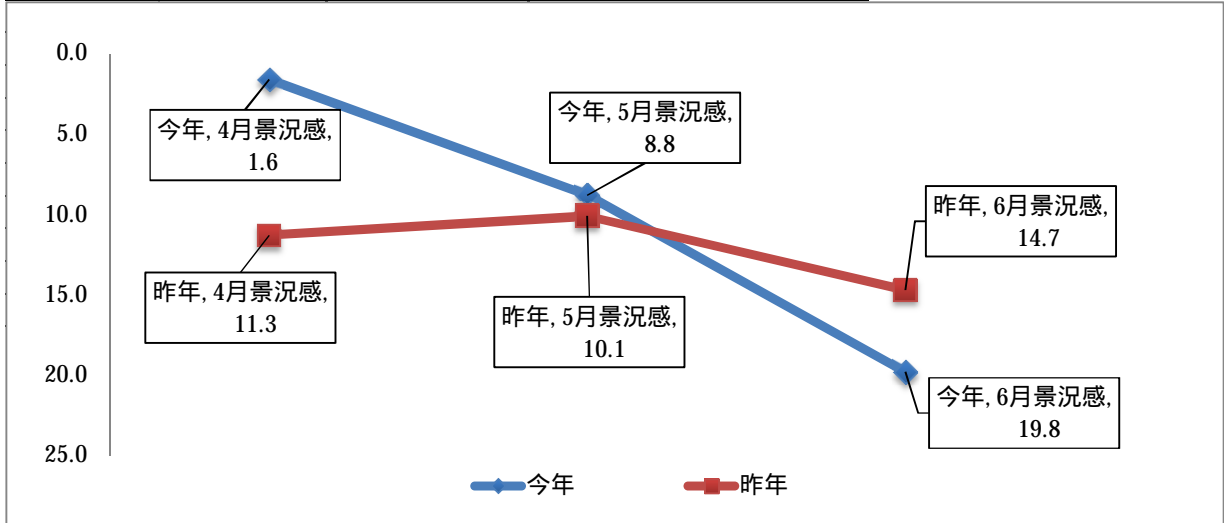 0.0
5.0
10.0
15.0
20.0
25.0
今年, 4月景況感,
1.6
今年, 5月景況感,
8.8
昨年, 6月景況感,
14.7
昨年, 4月景況感,
11.3
昨年, 5月景況感,
10.1
今年, 6月景況感,
19.8
今年
昨年